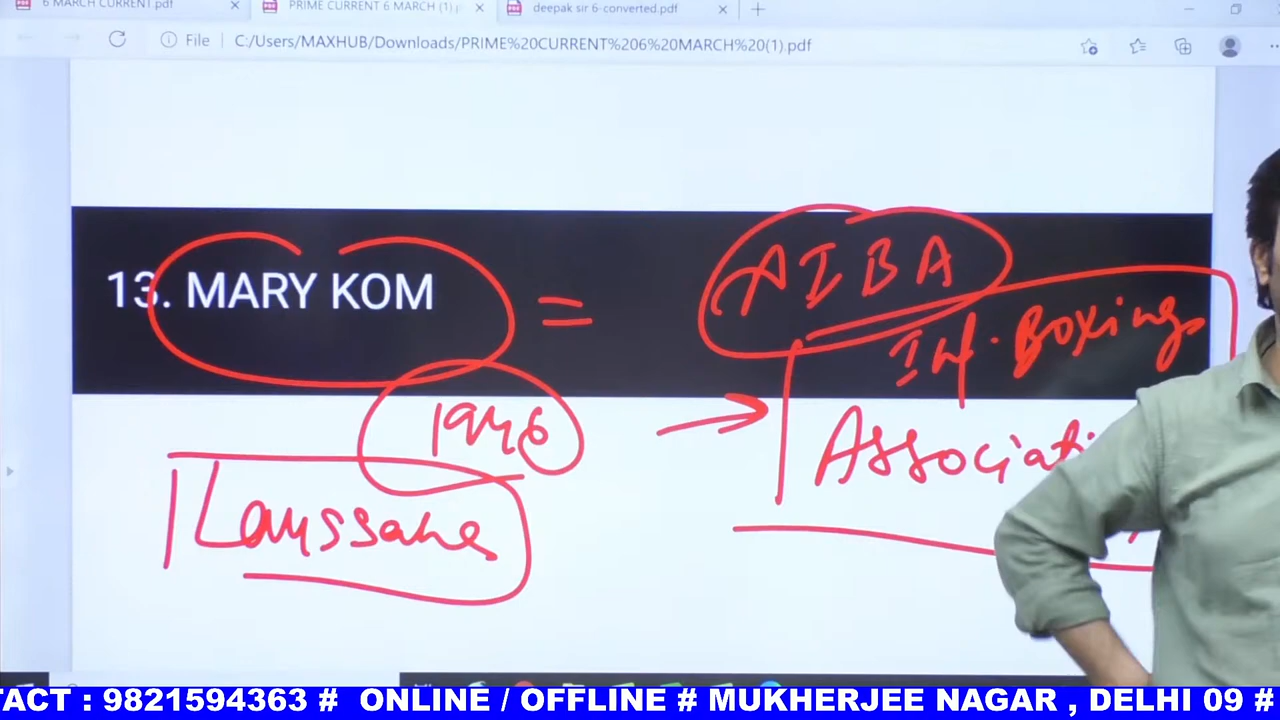 6 MARCH CURRENT.pdf
PRIME CURRENT 6 MARCH (1).p
deepak sir 6-converted.pdf
File
C:/Users/MAXHUB/Downloads/PRIME%20CURRENT%206%20MARCH%20(1).pdf
13. MARY KOM
=
AIBA
Int. Boxing
1946
Associati
Laussane
TACT : 9821594363 # ONLINE / OFFLINE # MUKHERJEE NAGAR , DELHI 09 #